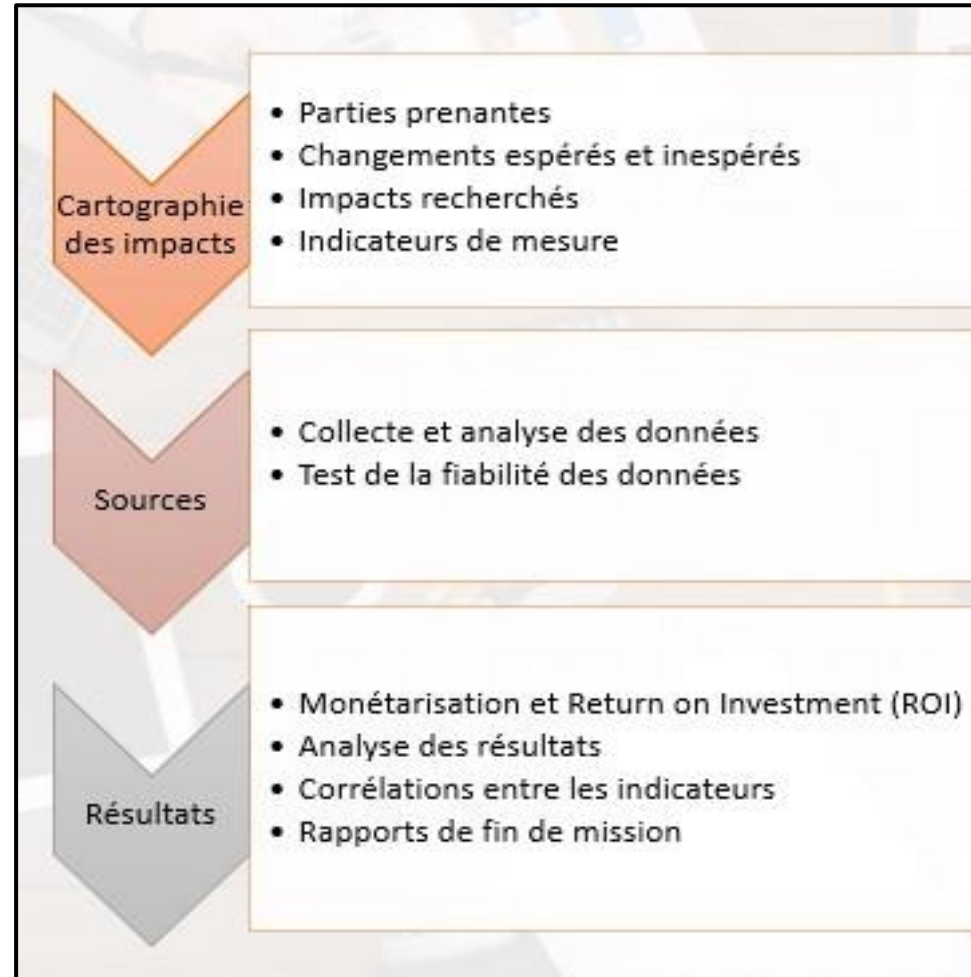 Cartographie
des impacts
• Parties prenantes
• Changements espérés et inespérés
• Impacts recherchés
• Indicateurs de mesure
Sources
• Collecte et analyse des données
• Test de la fiabilité des données
Résultats
• Monétarisation et Return on Investment (ROI)
• Analyse des résultats
• Corrélations entre les indicateurs
• Rapports de fin de mission